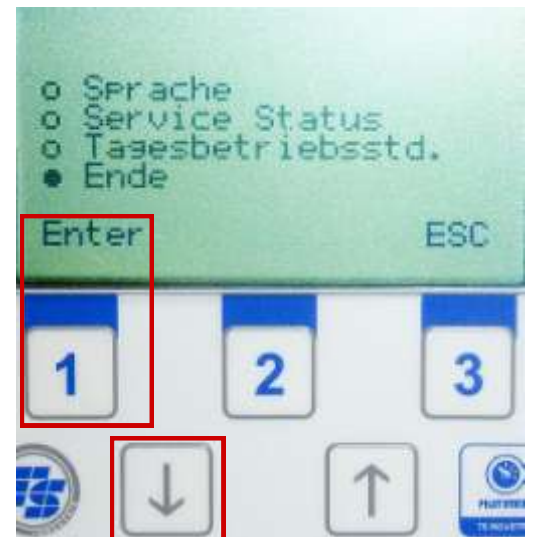 Sprache
Service Status
Tagesbetriebsstd.
Ende
Enter ESC
1 2 3